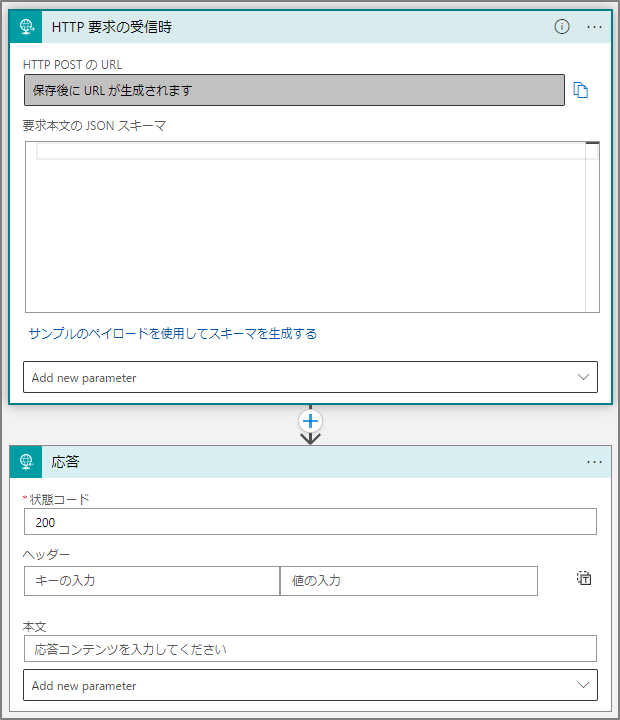 HTTP 要求の受信時
HTTP POST の URL
保存後に URL が生成されます
要求本文の JSON スキーマ
サンプルのペイロードを使用してスキーマを生成する
Add new parameter
応答
*状態コード
200
ヘッダー
キーの入力 値の入力
本文
応答コンテンツを入力してください
Add new parameter